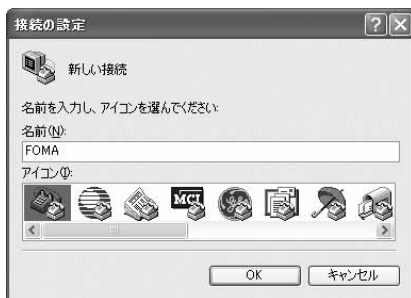 接続の設定
新しい接続
名前を入力し、アイコンを選んでください:
名前(N):
FOMA
アイコン(I):
MCI
OK キャンセル